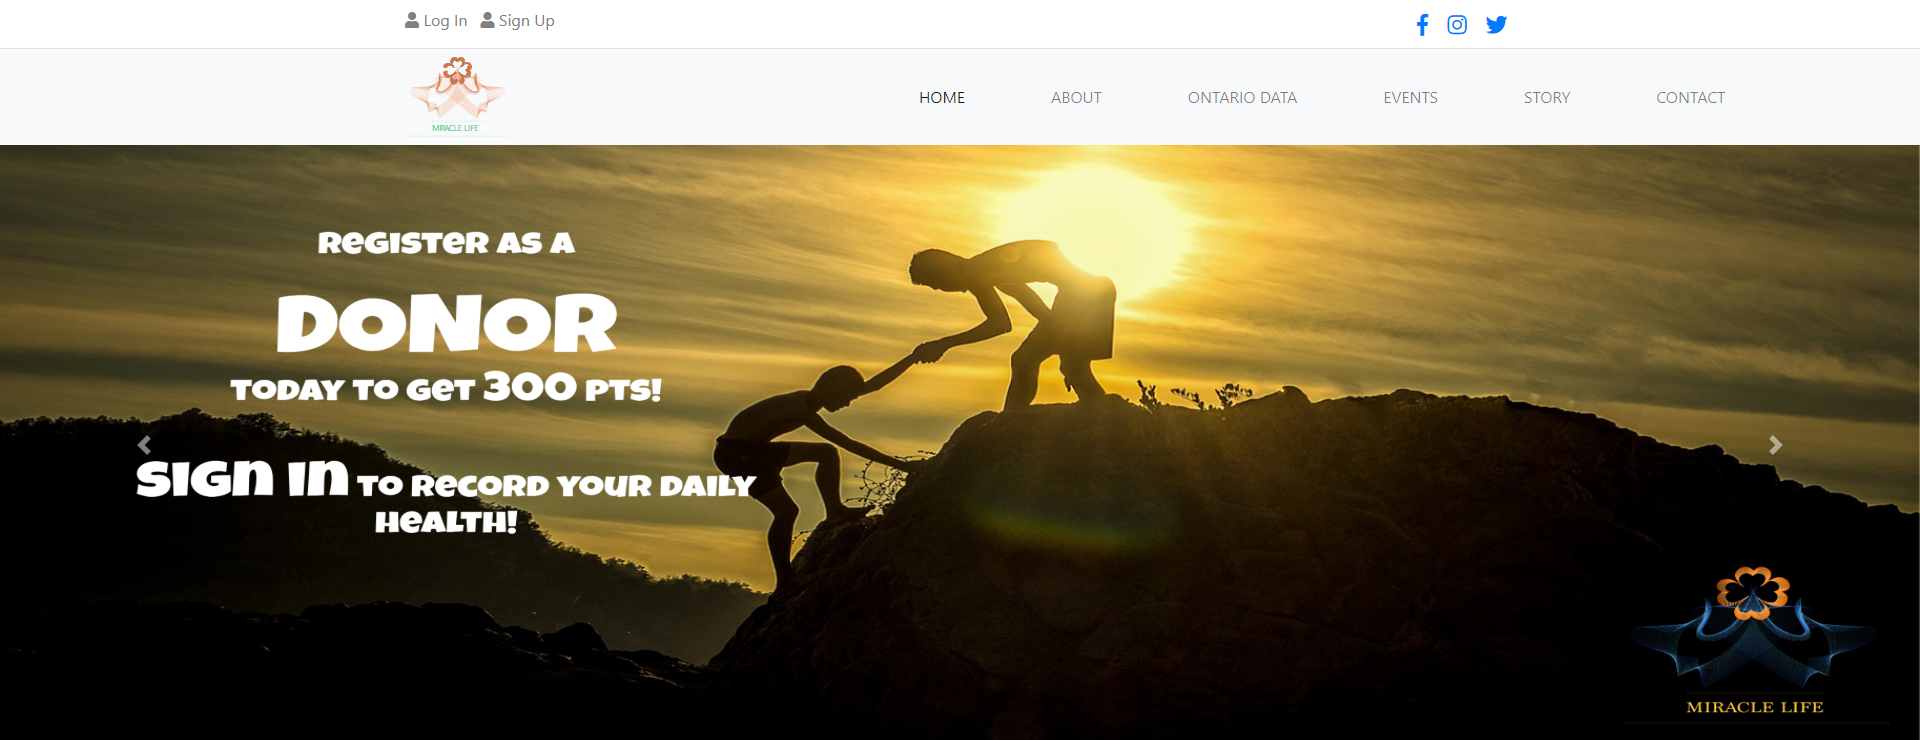 Log In Sign Up
MIRACLE LIFE
HOME ABOUT ONTARIO DATA EVENTS STORY CONTACT
REGISTER AS A
DONOR
TODAY TO GET 300 PTS!
SIGN IN TO RECORD YOUR DAILY
HEALTH!
MIRACLE LIFE